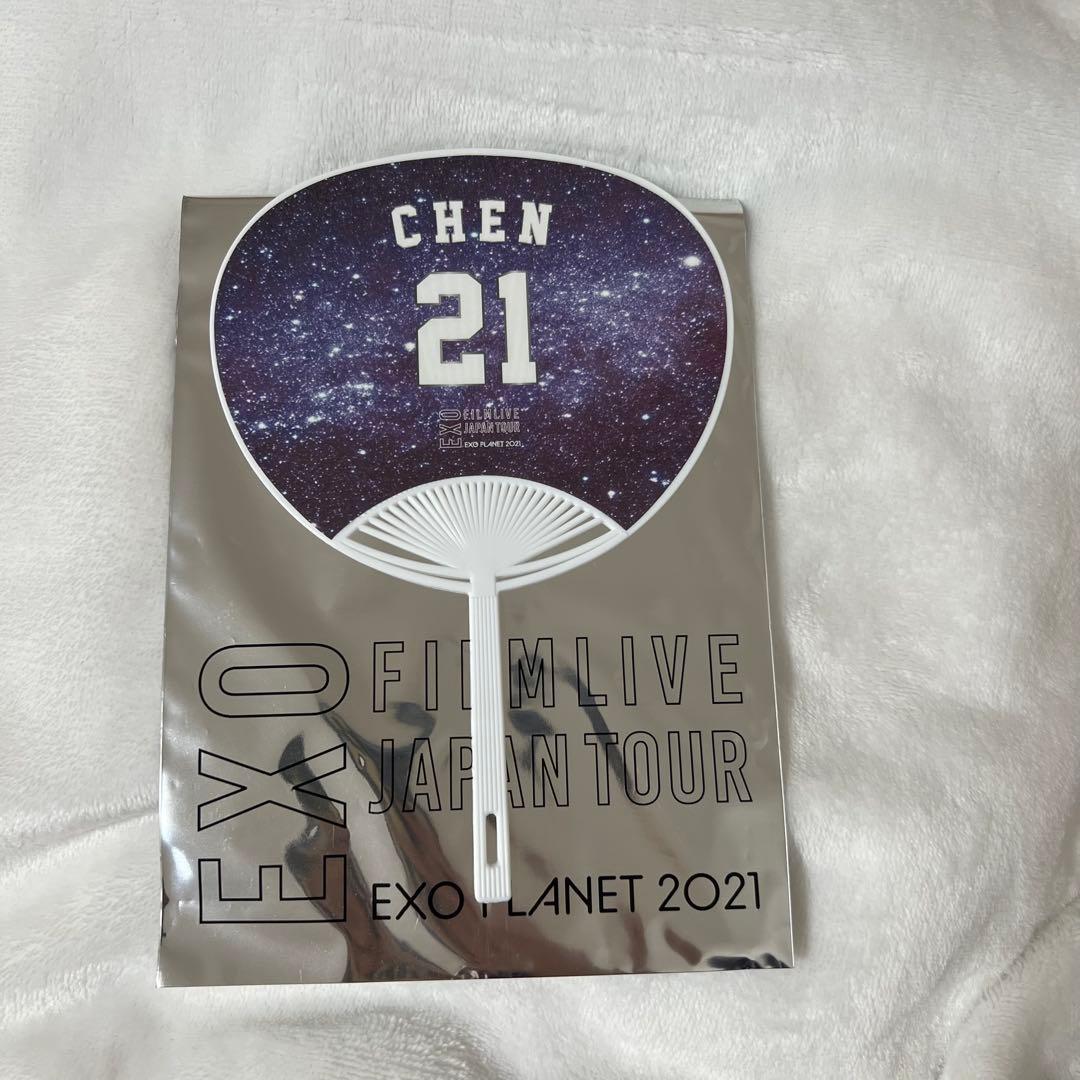 CHEN
21
EXO
FILMLIVE
JAPAN TOUR
EXO PLANET 2021
EXO
FILMLIVE
JAPAN TOUR
EXO PLANET 2021